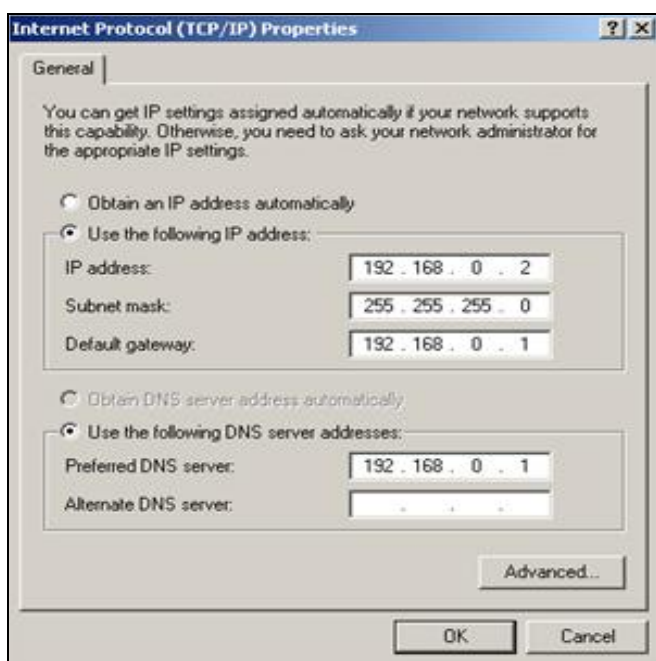 Internet Protocol (TCP/IP) Properties
General
You can get IP settings assigned automatically if your network supports
this capability. Otherwise, you need to ask your network administrator for
the appropriate IP settings.
Obtain an IP address automatically
Use the following IP address:
IP address: 192 . 168 . 0 . 2
Subnet mask: 255 . 255 . 255 . 0
Default gateway: 192 . 168 . 0 . 1
Obtain DNS server address automatically
Use the following DNS server addresses:
Preferred DNS server: 192 . 168 . 0 . 1
Alternate DNS server: . . .
Advanced...
OK Cancel